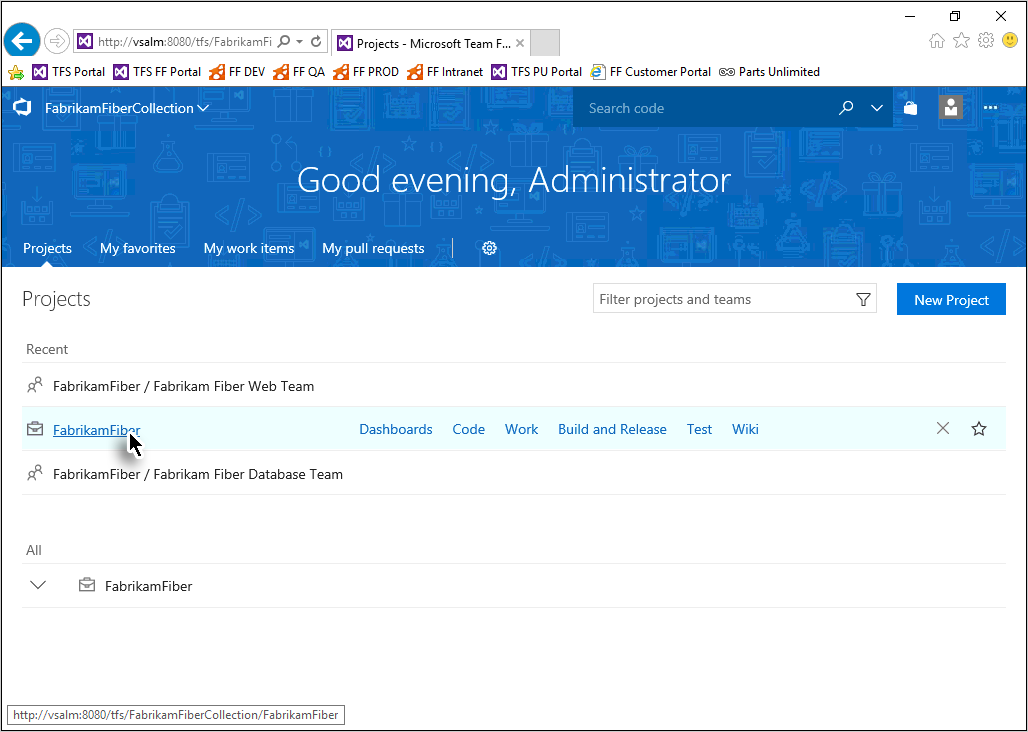 http://vsalm:8080/tfs/FabrikamFi
Projects - Microsoft Team F...
TFS Portal TFS FF Portal FF DEV FF QA FF PROD FF Intranet TFS PU Portal FF Customer Portal Parts Unlimited
FabrikamFiberCollection
Search code
Good evening, Administrator
Projects My favorites My work items My pull requests
Projects
Filter projects and teams
New Project
Recent
FabrikamFiber / Fabrikam Fiber Web Team
FabrikamFiber Dashboards Code Work Build and Release Test Wiki
FabrikamFiber / Fabrikam Fiber Database Team
All
FabrikamFiber
http://vsalm:8080/tfs/FabrikamFiberCollection/FabrikamFiber